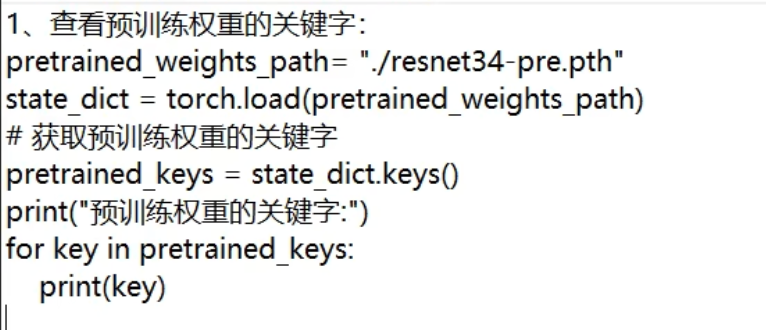 1、查看预训练权重的关键字：
pretrained_weights_path= "./resnet34-pre.pth"
state_dict = torch.load(pretrained_weights_path)
# 获取预训练权重的关键字
pretrained_keys = state_dict.keys()
print("预训练权重的关键字:")
for key in pretrained_keys:
    print(key)